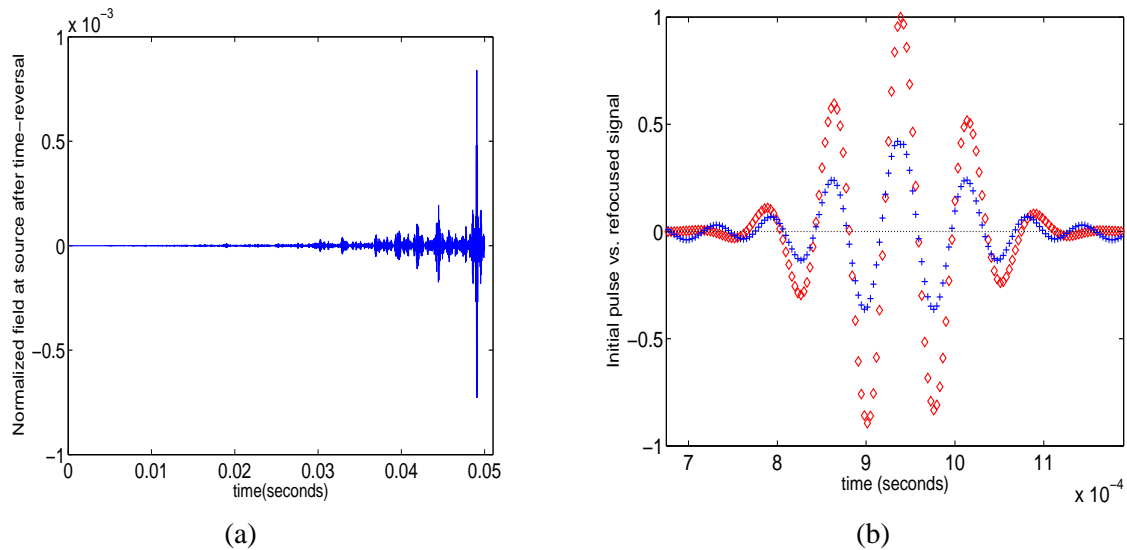 x 10⁻³
1
0.5
0
−0.5
−1
0
0.01
0.02
0.03
0.04
0.05
time(seconds)
Normalized field at source after time−reversal
(a)
1
0.5
0
−0.5
−1
7
8
9
10
11
time (seconds)
x 10⁻⁴
Initial pulse vs. refocused signal
(b)